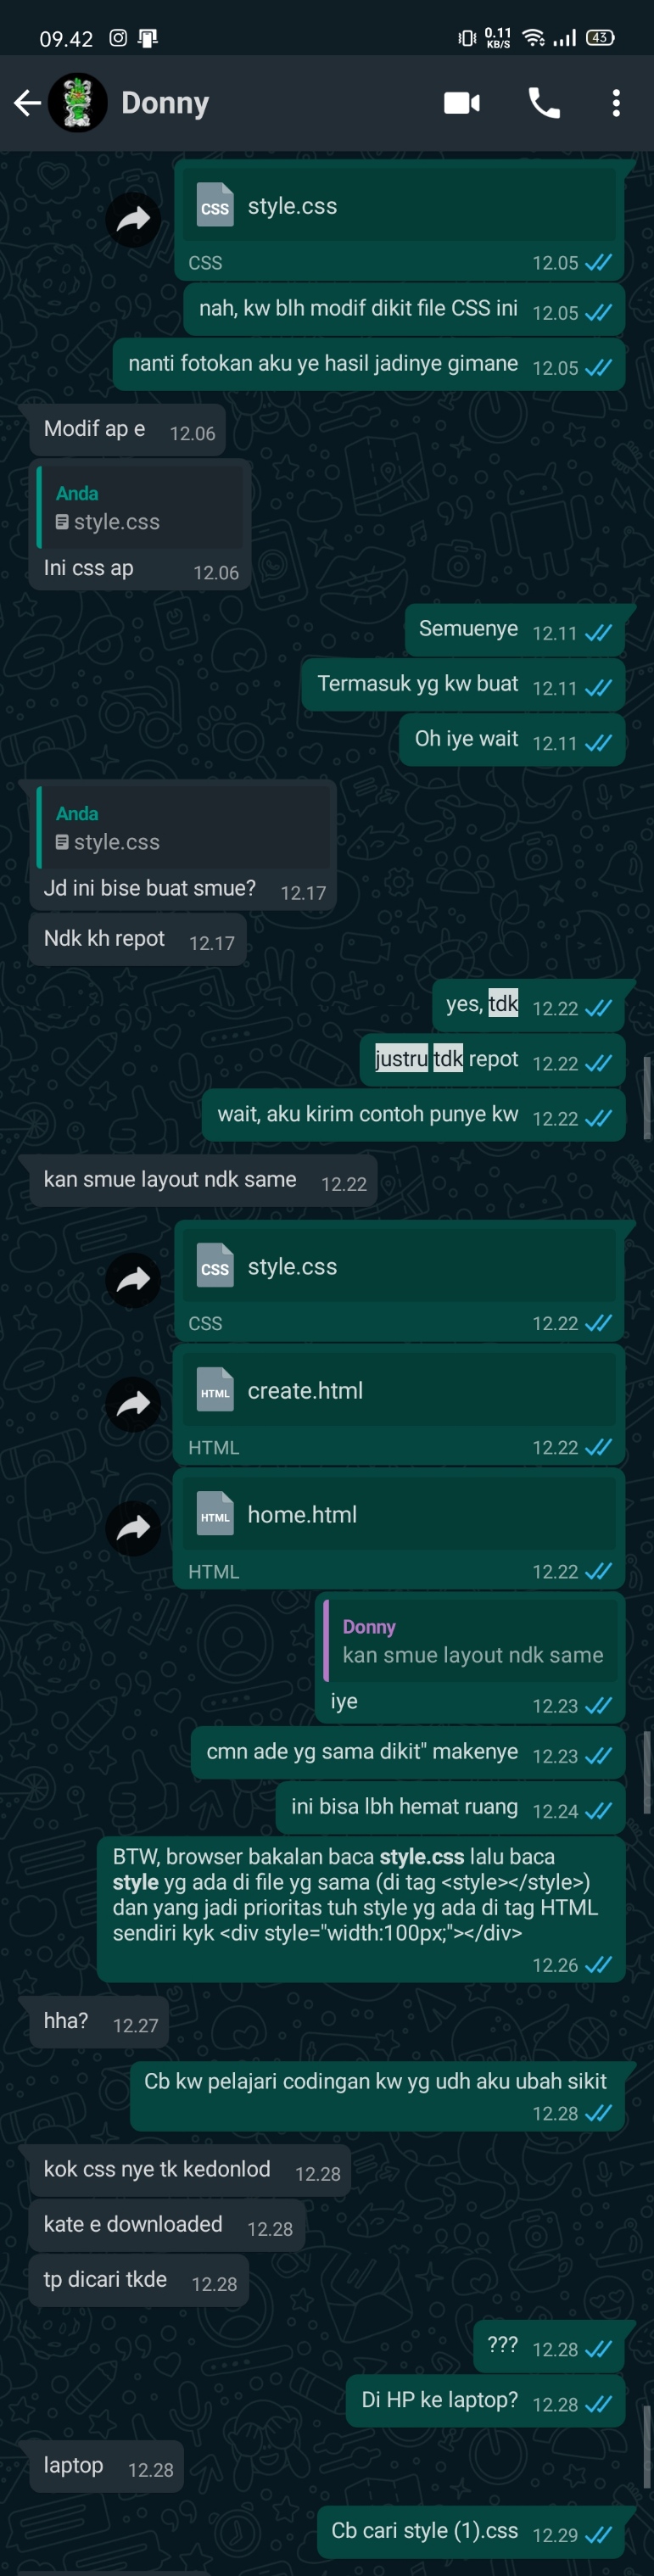 09.42
0.11
KB/S
43
Donny
CSS
style.css
CSS 12.05
nah, kw blh modif dikit file CSS ini 12.05
nanti fotokan aku ye hasil jadinye gimane 12.05
Modif ap e 12.06
Anda
style.css
Ini css ap 12.06
Semuenye 12.11
Termasuk yg kw buat 12.11
Oh iye wait 12.11
Anda
style.css
Jd ini bise buat smue? 12.17
Ndk kh repot 12.17
yes, tdk 12.22
justru tdk repot 12.22
wait, aku kirim contoh punye kw 12.22
kan smue layout ndk same 12.22
CSS
style.css
CSS 12.22
HTML
create.html
HTML 12.22
HTML
home.html
HTML 12.22
Donny
kan smue layout ndk same
iye 12.23
cmn ade yg sama dikit" makenye 12.23
ini bisa lbh hemat ruang 12.24
BTW, browser bakalan baca style.css lalu baca
style yg ada di file yg sama (di tag <style></style>)
dan yang jadi prioritas tuh style yg ada di tag HTML
sendiri kyk <div style="width:100px;"></div>
12.26
hha? 12.27
Cb kw pelajari codingan kw yg udh aku ubah sikit
12.28
kok css nye tk kedonlod 12.28
kate e downloaded 12.28
tp dicari tkde 12.28
??? 12.28
Di HP ke laptop? 12.28
laptop 12.28
Cb cari style (1).css 12.29